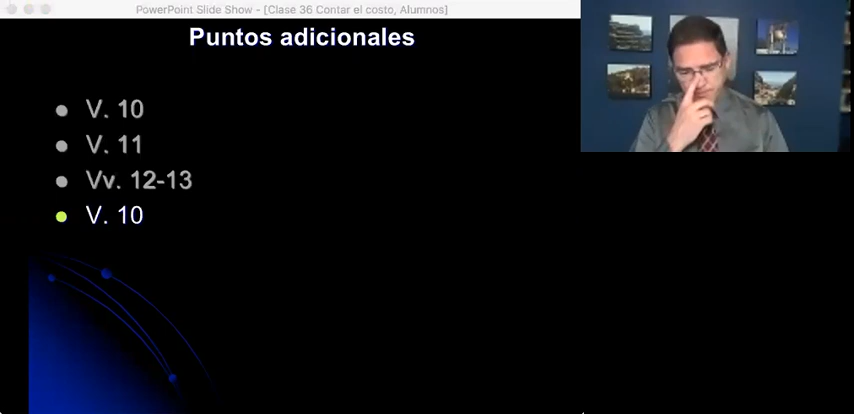 PowerPoint Slide Show - [Clase 36 Contar el costo, Alumnos]
Puntos adicionales
V. 10
V. 11
Vv. 12-13
V. 10